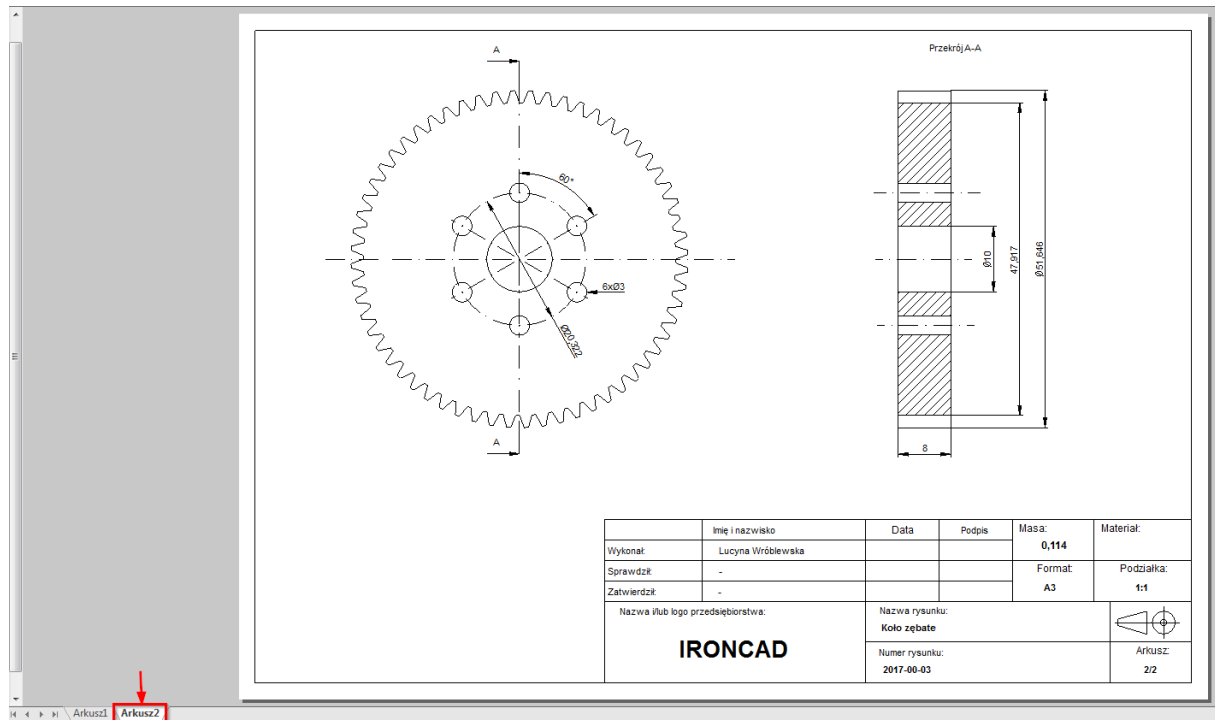 A
Przekrój A-A
60°
6xØ3
Ø20,322
A
Ø10
47,917
Ø51,646
8
Imię i nazwisko Data Podpis Masa: Materiał:
0,114
Wykonał: Lucyna Wróblewska
Sprawdził: - Format: Podziałka:
A3 1:1
Zatwierdził: -
Nazwa i/lub logo przedsiębiorstwa: Nazwa rysunku:
Koło zębate
IRONCAD
Numer rysunku: Arkusz:
2017-00-03 2/2
Arkusz1 Arkusz2